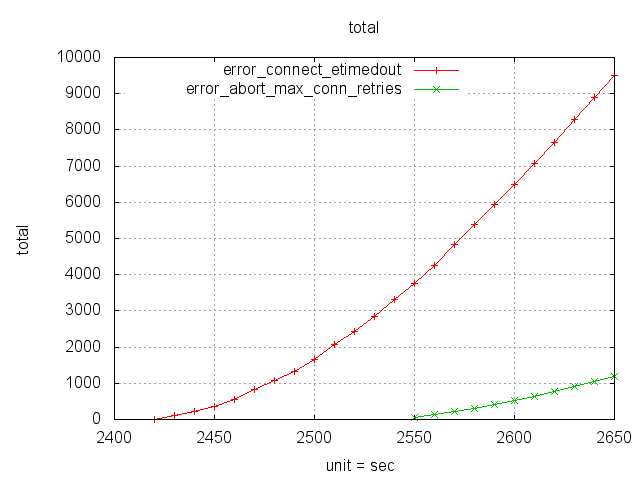 total
10000
9000
8000
7000
6000
5000
4000
3000
2000
1000
0
total
error_connect_etimedout
error_abort_max_conn_retries
2400 2450 2500 2550 2600 2650
unit = sec